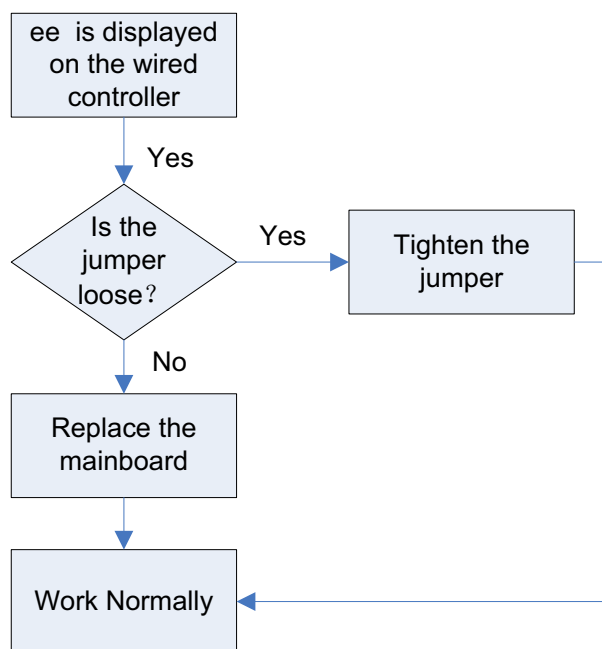 ee is displayed
on the wired
controller
Yes
Is the
jumper
loose？
Yes
Tighten the
jumper
No
Replace the
mainboard
Work Normally